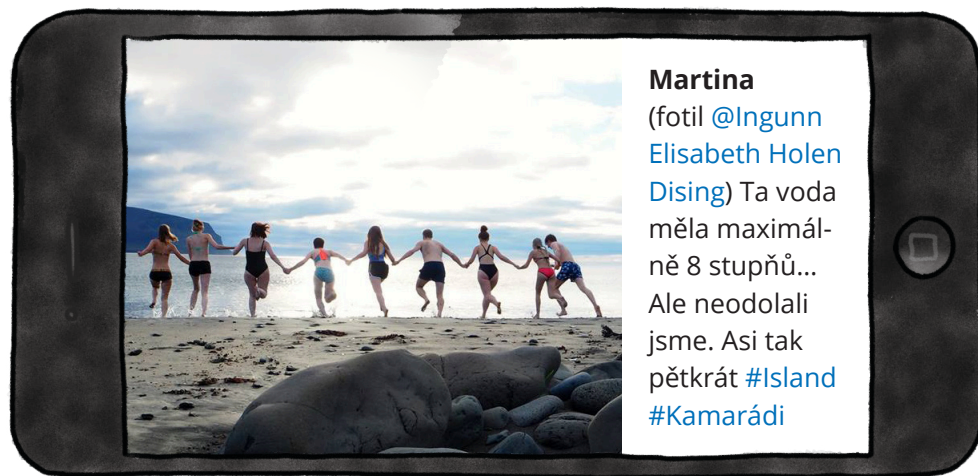 Martina
(fotil @Ingunn
Elisabeth Holen
Dising) Ta voda
měla maximál-
ně 8 stupňů...
Ale neodolali
jsme. Asi tak
pětkrát #Island
#Kamarádi